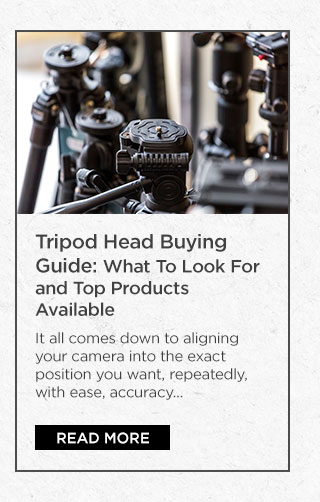 Tripod Head Buying
Guide: What To Look For
and Top Products
Available
It all comes down to aligning
your camera into the exact
position you want, repeatedly,
with ease, accuracy...
READ MORE